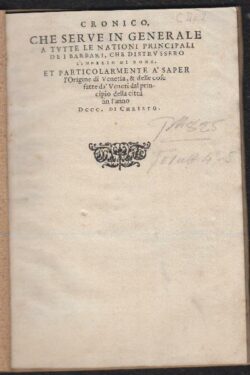 CRONICO,
CHE SERVE IN GENERALE
A TVTTE LE NATIONI PRINCIPALI
DE I BARBARI, CHE DISTRVSSERO
L'IMPERIO DI ROMA,
ET PARTICOLARMENTE A' SAPER
l'Origine di Venetia, & delle cose
fatte da' Veneti dal prin-
cipio della città
fin l'anno
DCCC. DI CHRISTO.